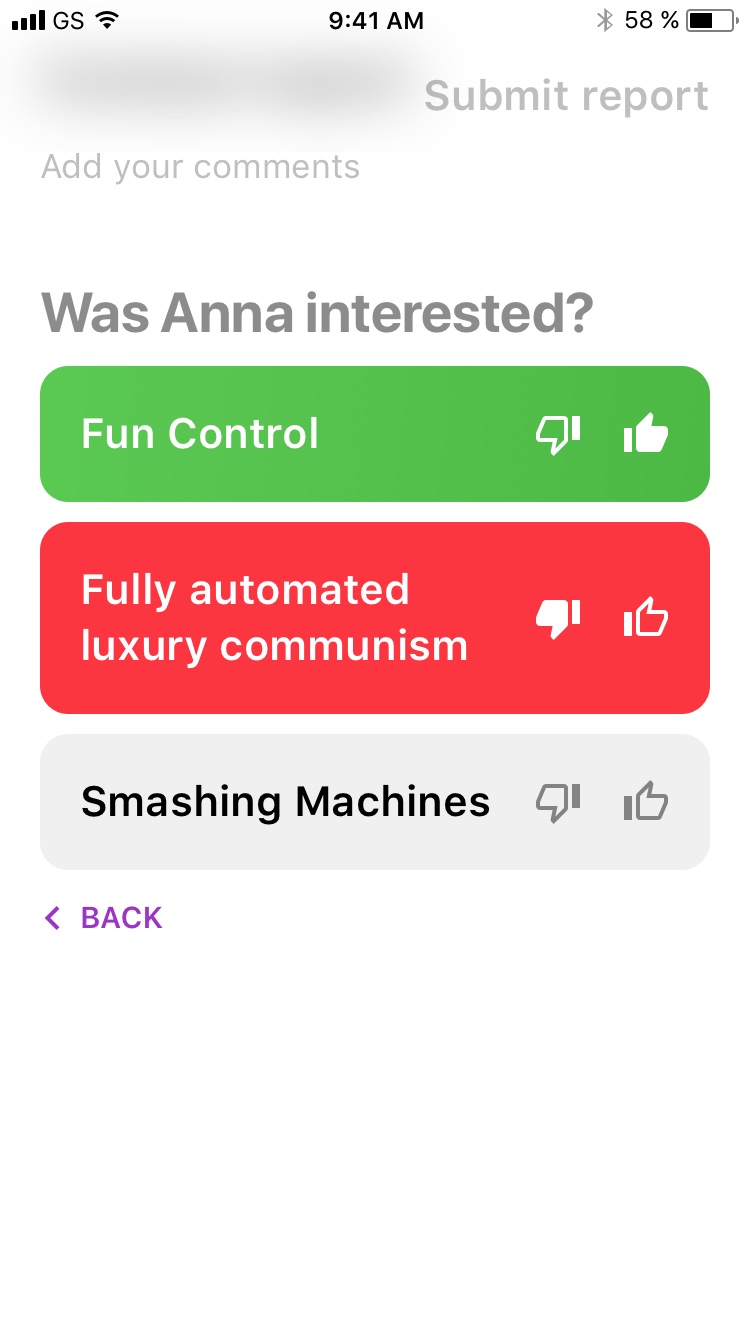 GS 9:41 AM 58 %
Submit report
Add your comments
Was Anna interested?
Fun Control
Fully automated
luxury communism
Smashing Machines
BACK